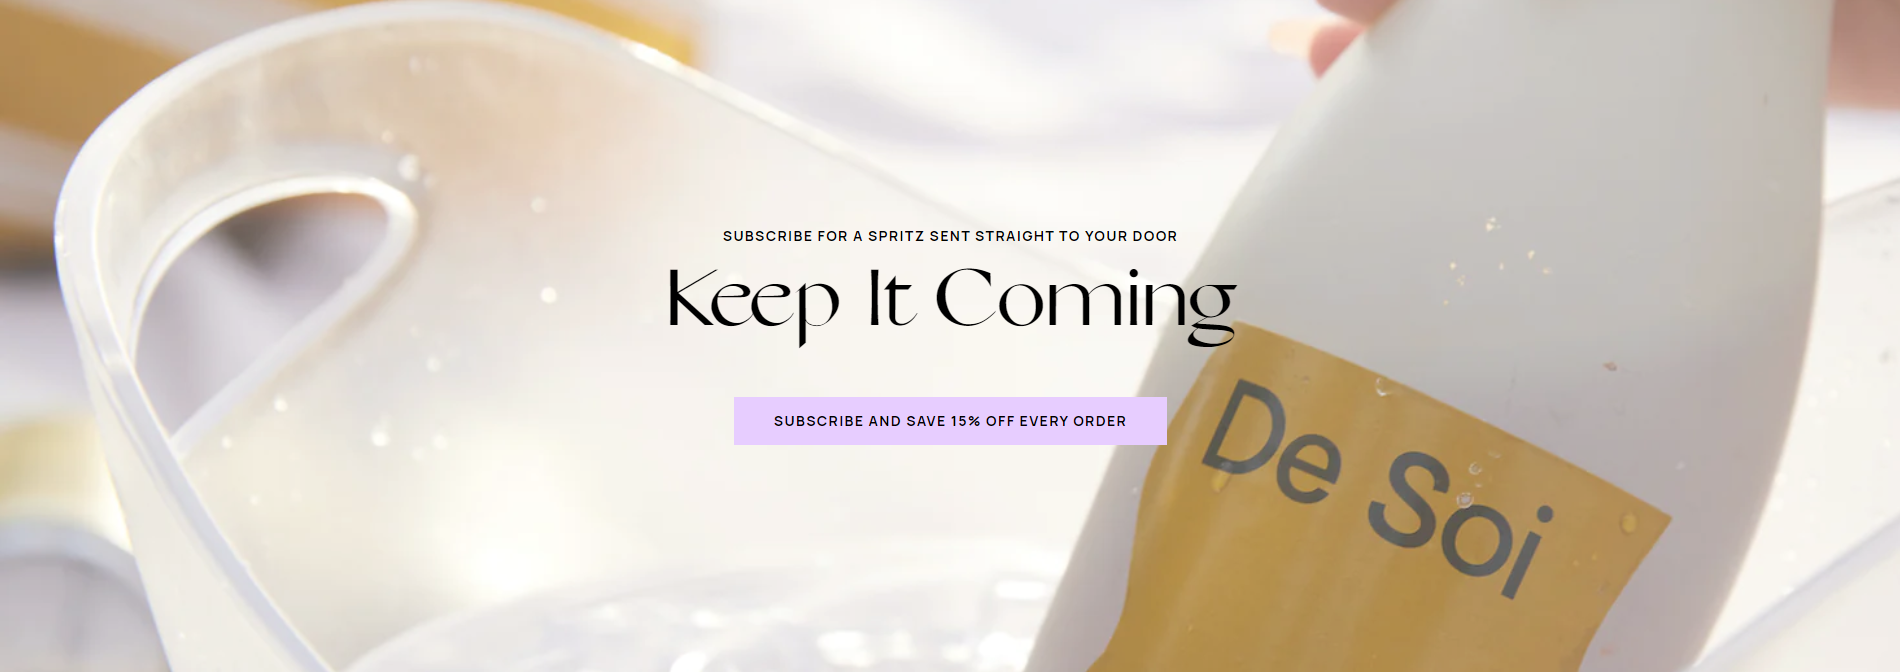 SUBSCRIBE FOR A SPRITZ SENT STRAIGHT TO YOUR DOOR
Keep It Coming
SUBSCRIBE AND SAVE 15% OFF EVERY ORDER
De Soi